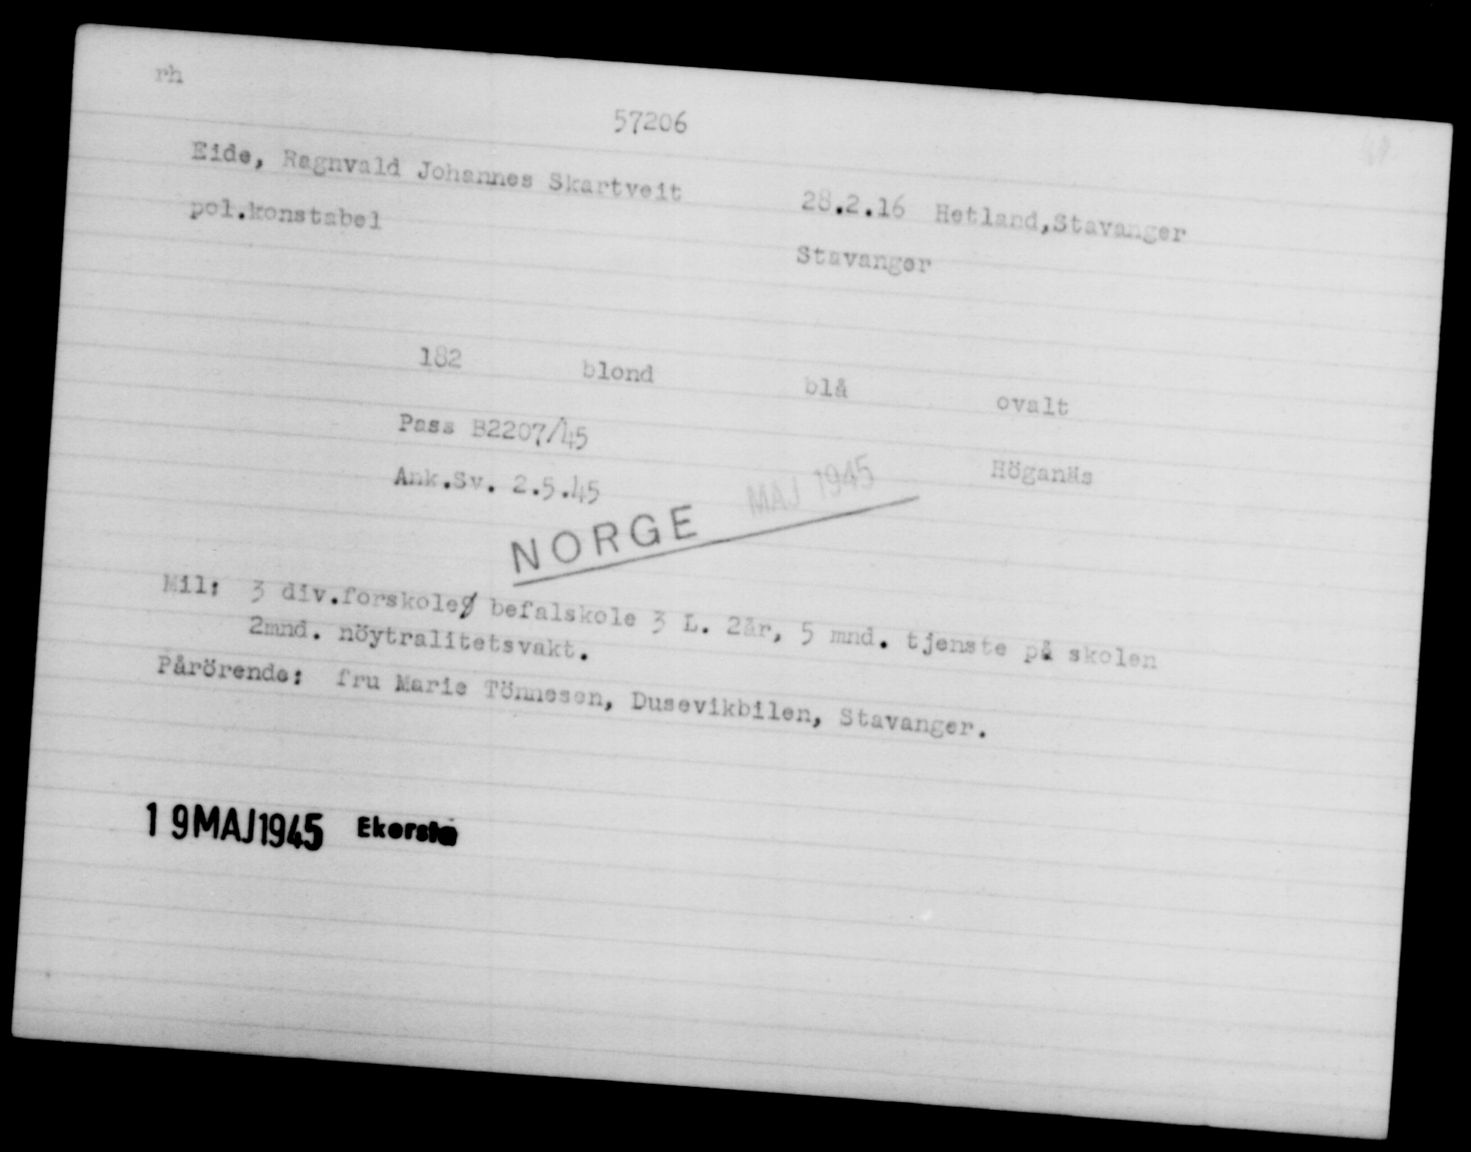 rh
57206
Eide, Ragnvald Johannes Skartveit
28.2.16 Hetland,Stavanger
pol.konstabel
Stavanger
182 blond blå ovalt
Pass B2207/45
Höganäs
Ank.Sv. 2.5.45
MAJ 1945
NORGE
Mil: 3 div.forskoleg befalskole 3 L. 2år, 5 mnd. tjenste på skolen
2mnd. nöytralitetsvakt.
Pårörende: fru Marie Tönnesen, Dusevikbilen, Stavanger.
19MAJ1945